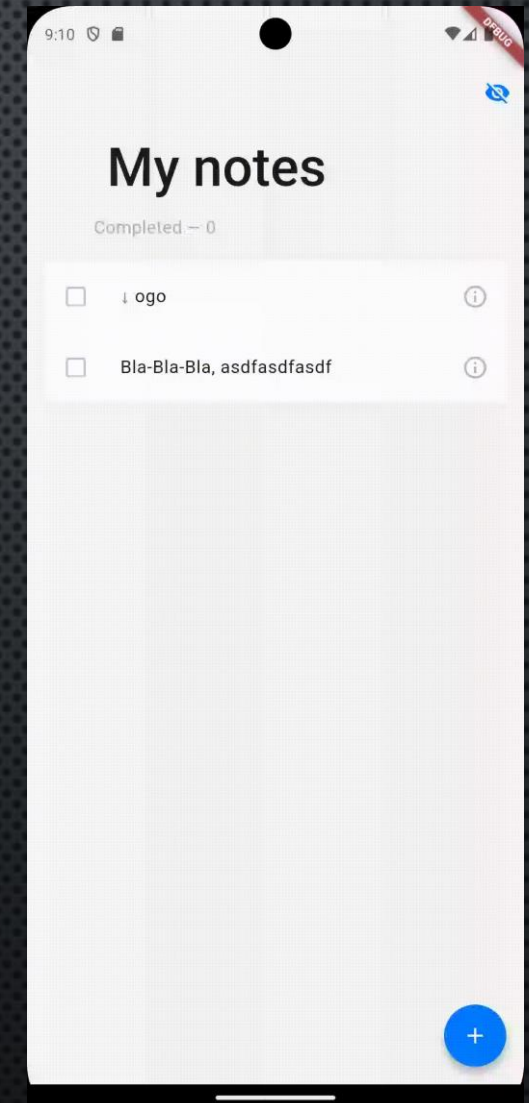 9:10
DEBUG
My notes
Completed — 0
↓ ogo
Bla-Bla-Bla, asdfasdfasdf